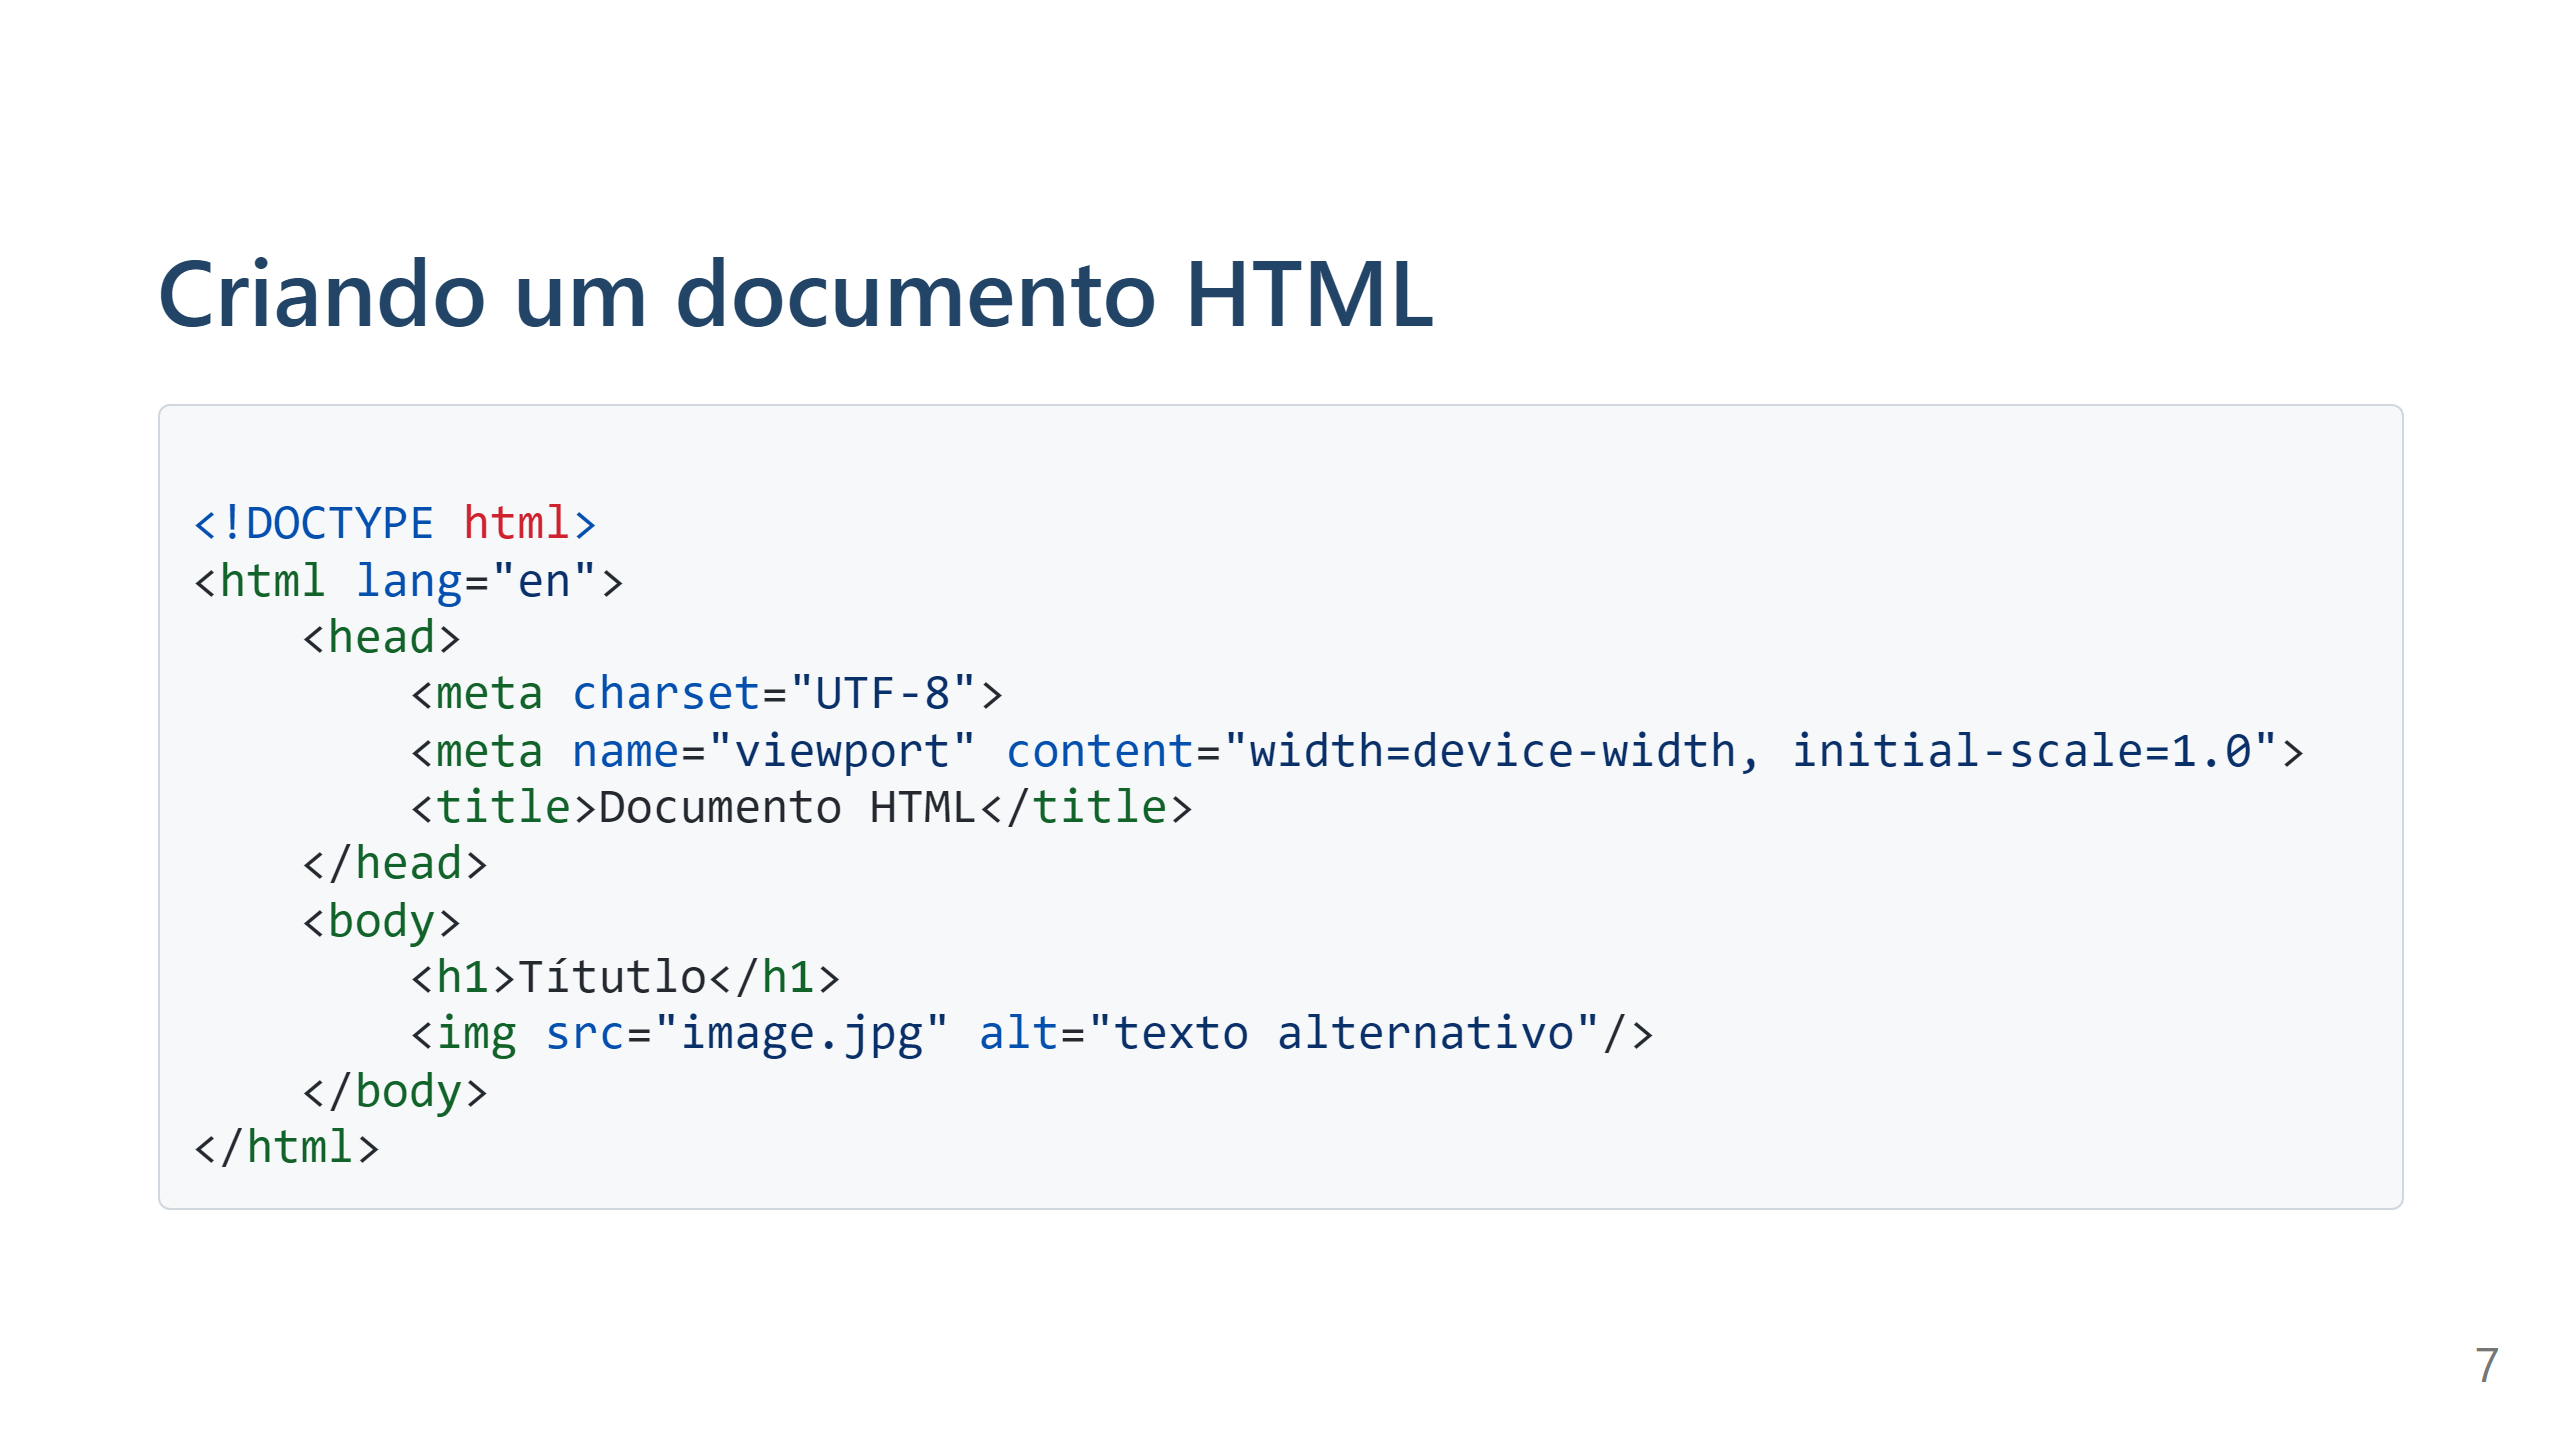 Criando um documento HTML
<!DOCTYPE html>
<html lang="en">
    <head>
        <meta charset="UTF-8">
        <meta name="viewport" content="width=device-width, initial-scale=1.0">
        <title>Documento HTML</title>
    </head>
    <body>
        <h1>Títutlo</h1>
        <img src="image.jpg" alt="texto alternativo"/>
    </body>
</html>
7